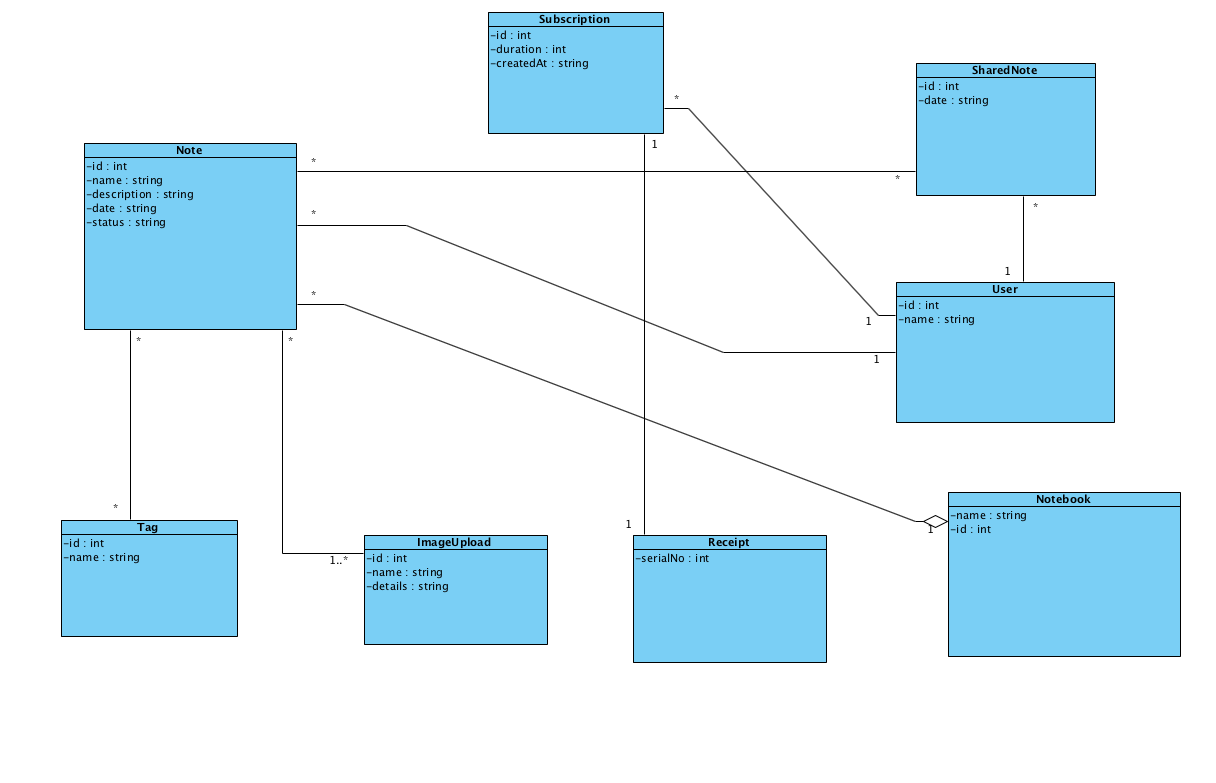 Subscription
-id : int
-duration : int
-createdAt : string
*
1
SharedNote
-id : int
-date : string
*
Note
-id : int
-name : string
-description : string
-date : string
-status : string
*
*
*
*
*
*
1
User
-id : int
-name : string
1
1
Notebook
-name : string
-id : int
1
*
Tag
-id : int
-name : string
1..*
ImageUpload
-id : int
-name : string
-details : string
1
Receipt
-serialNo : int